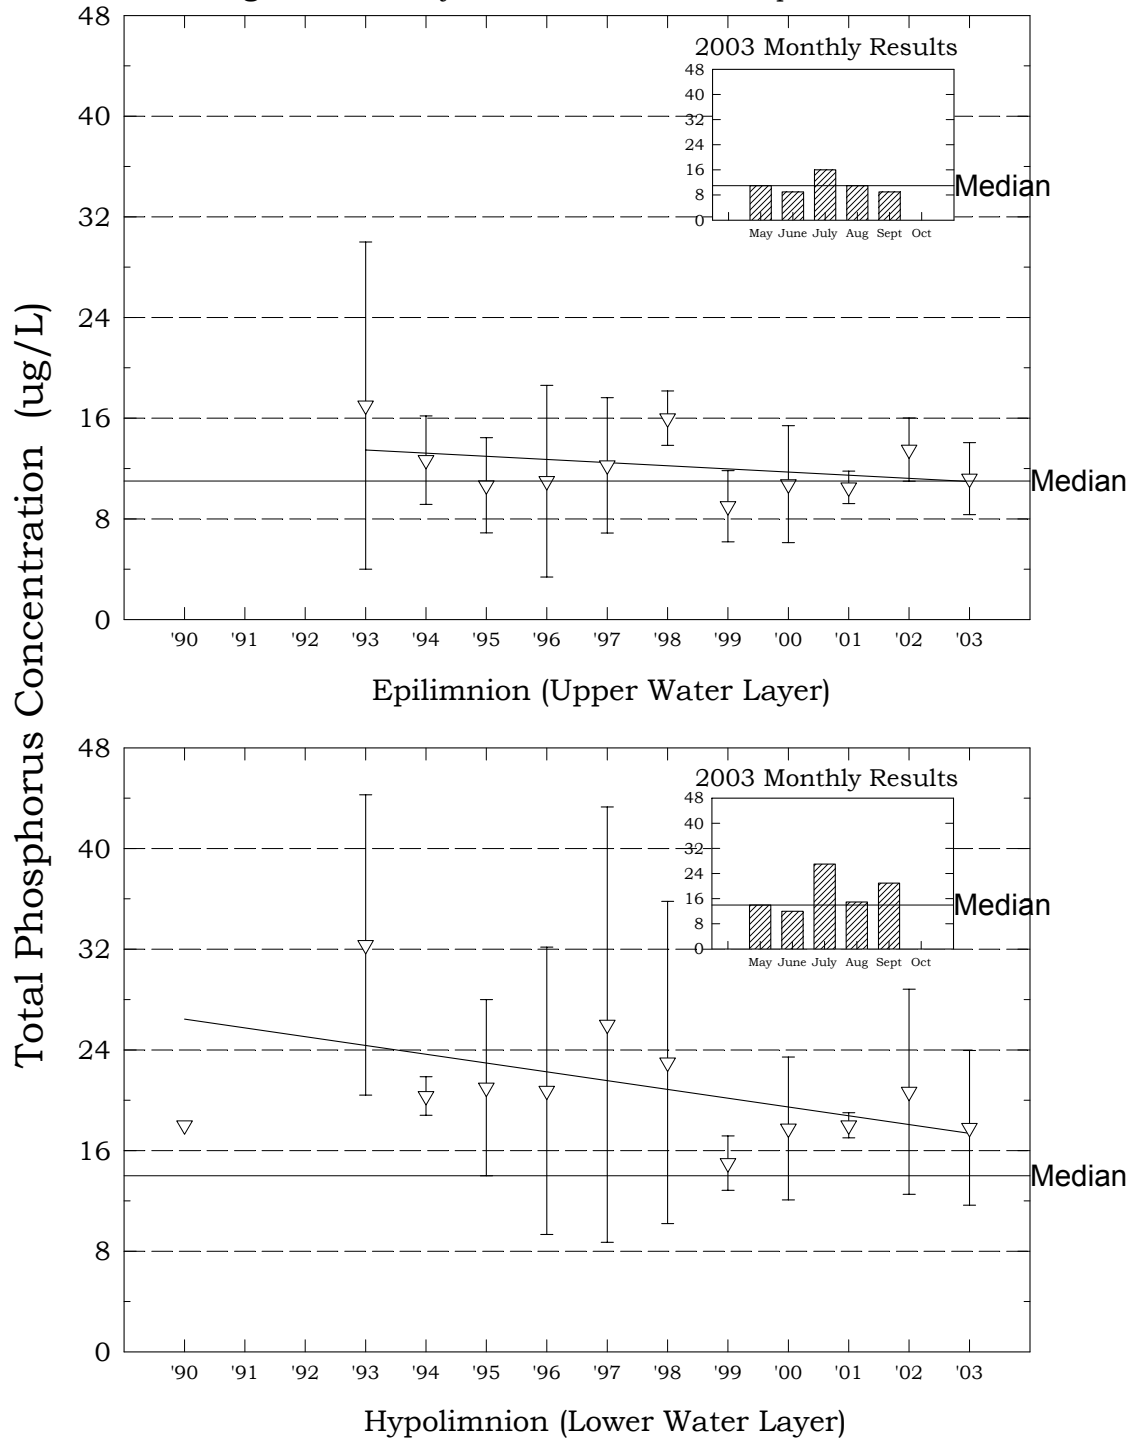 48
40
32
24
16
8
0
2003 Monthly Results
48
40
32
24
16
8
0
Median
May June July Aug Sept Oct
Median
'90 '91 '92 '93 '94 '95 '96 '97 '98 '99 '00 '01 '02 '03
Epilimnion (Upper Water Layer)
Total Phosphorus Concentration (ug/L)
48
40
32
24
16
8
0
2003 Monthly Results
48
40
32
24
16
8
0
Median
May June July Aug Sept Oct
Median
'90 '91 '92 '93 '94 '95 '96 '97 '98 '99 '00 '01 '02 '03
Hypolimnion (Lower Water Layer)